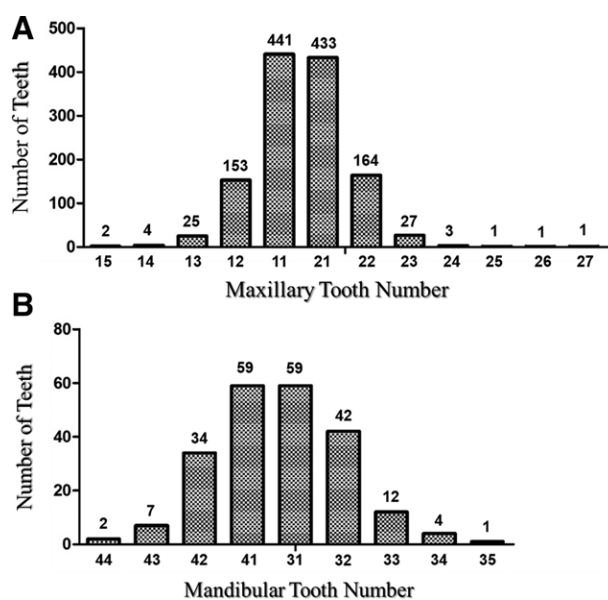 A
Number of Teeth
500
400
300
200
100
0
2 4 25 153 441 433 164 27 3 1 1 1
15 14 13 12 11 21 22 23 24 25 26 27
Maxillary Tooth Number
B
Number of Teeth
80
60
40
20
0
2 7 34 59 59 42 12 4 1
44 43 42 41 31 32 33 34 35
Mandibular Tooth Number